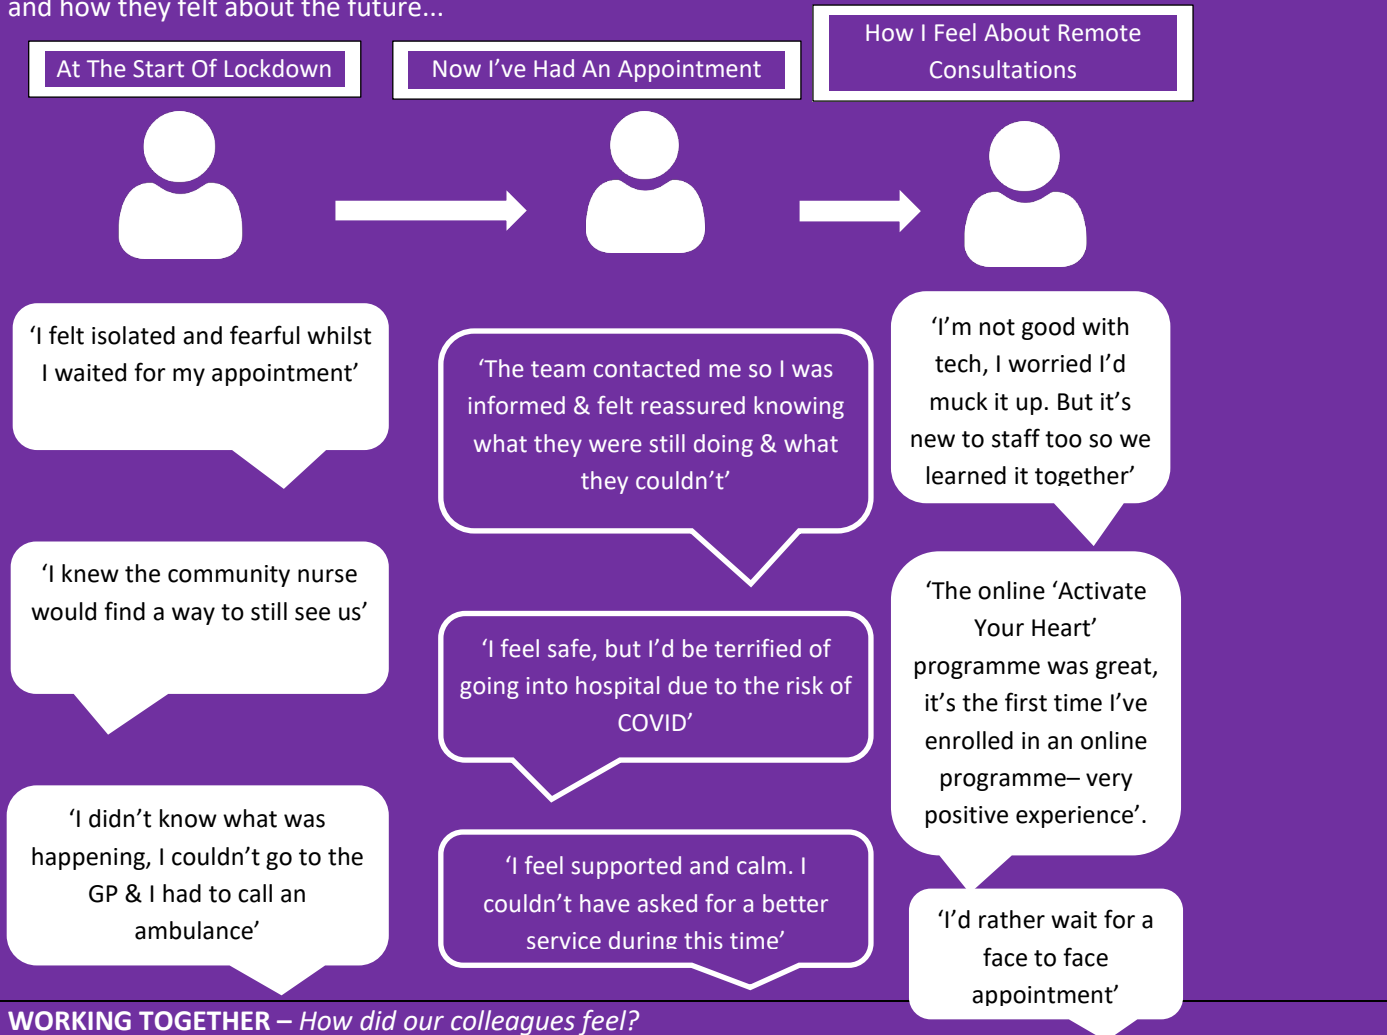 and how they felt about the future...
At The Start Of Lockdown
Now I've Had An Appointment
How I Feel About Remote
Consultations
‘I felt isolated and fearful whilst
I waited for my appointment’
‘I knew the community nurse
would find a way to still see us’
‘I didn’t know what was
happening, I couldn’t go to the
GP & I had to call an
ambulance’
‘The team contacted me so I was
informed & felt reassured knowing
what they were still doing & what
they couldn’t’
‘I feel safe, but I’d be terrified of
going into hospital due to the risk of
COVID’
‘I feel supported and calm. I
couldn’t have asked for a better
service during this time’
‘I’m not good with
tech, I worried I’d
muck it up. But it’s
new to staff too so we
learned it together’
‘The online ‘Activate
Your Heart’
programme was great,
it’s the first time I’ve
enrolled in an online
programme– very
positive experience’.
‘I’d rather wait for a
face to face
appointment’
WORKING TOGETHER – How did our colleagues feel?